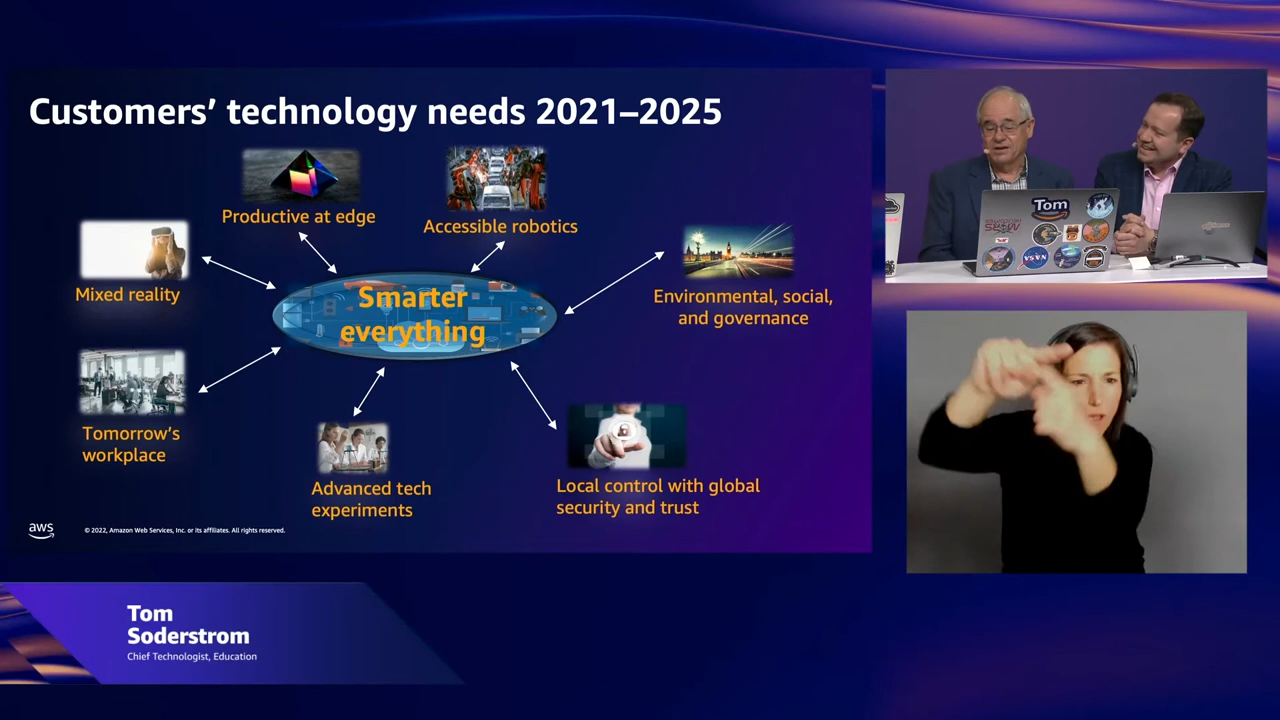 Customers’ technology needs 2021–2025
Productive at edge
Accessible robotics
Mixed reality
Smarter
everything
Environmental, social,
and governance
Tomorrow’s
workplace
Advanced tech
experiments
Local control with global
security and trust
aws
© 2022, Amazon Web Services, Inc. or its affiliates. All rights reserved.
Tom
NASA
Tom
Soderstrom
Chief Technologist, Education